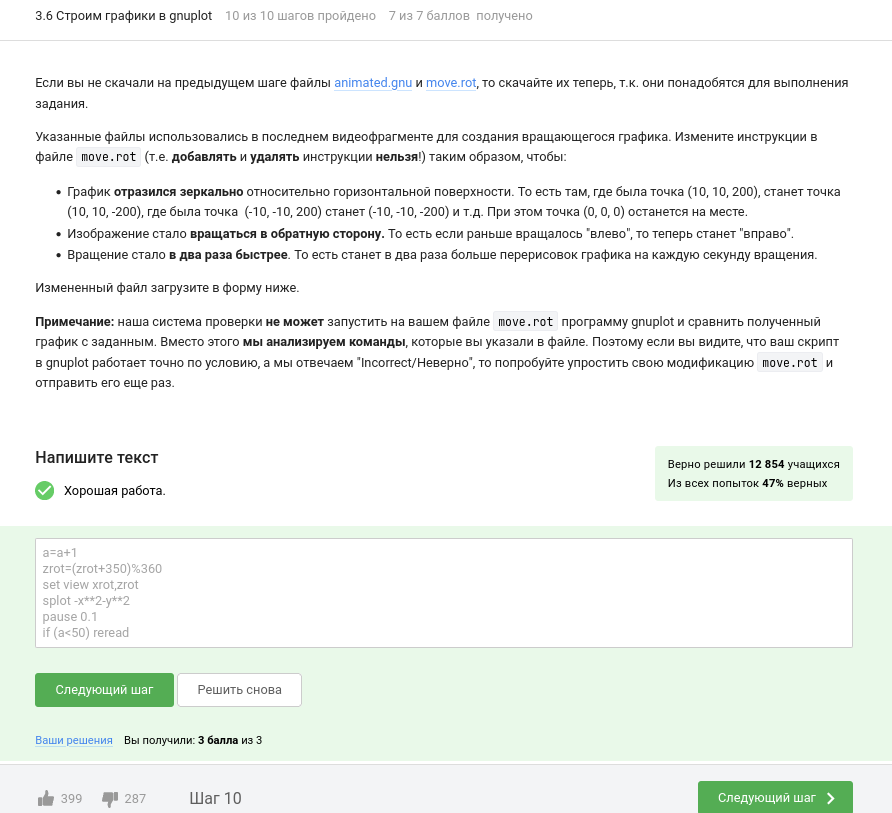 3.6 Строим графики в gnuplot 10 из 10 шагов пройдено 7 из 7 баллов получено
Если вы не скачали на предыдущем шаге файлы animated.gnu и move.rot, то скачайте их теперь, т.к. они понадобятся для выполнения
задания.
Указанные файлы использовались в последнем видеофрагменте для создания вращающегося графика. Измените инструкции в
файле move.rot (т.е. добавлять и удалять инструкции нельзя!) таким образом, чтобы:
• График отразился зеркально относительно горизонтальной поверхности. То есть там, где была точка (10, 10, 200), станет точка
(10, 10, -200), где была точка (-10, -10, 200) станет (-10, -10, -200) и т.д. При этом точка (0, 0, 0) останется на месте.
• Изображение стало вращаться в обратную сторону. То есть если раньше вращалось "влево", то теперь станет "вправо".
• Вращение стало в два раза быстрее. То есть станет в два раза больше перерисовок графика на каждую секунду вращения.
Измененный файл загрузите в форму ниже.
Примечание: наша система проверки не может запустить на вашем файле move.rot программу gnuplot и сравнить полученный
график с заданным. Вместо этого мы анализируем команды, которые вы указали в файле. Поэтому если вы видите, что ваш скрипт
в gnuplot работает точно по условию, а мы отвечаем "Incorrect/Неверно", то попробуйте упростить свою модификацию move.rot и
отправить его еще раз.
Напишите текст
Верно решили 12 854 учащихся
Из всех попыток 47% верных
Хорошая работа.
a=a+1
zrot=(zrot+350)%360
set view xrot,zrot
splot -x**2-y**2
pause 0.1
if (a<50) reread
Следующий шаг Решить снова
Ваши решения Вы получили: 3 балла из 3
399 287 Шаг 10 Следующий шаг